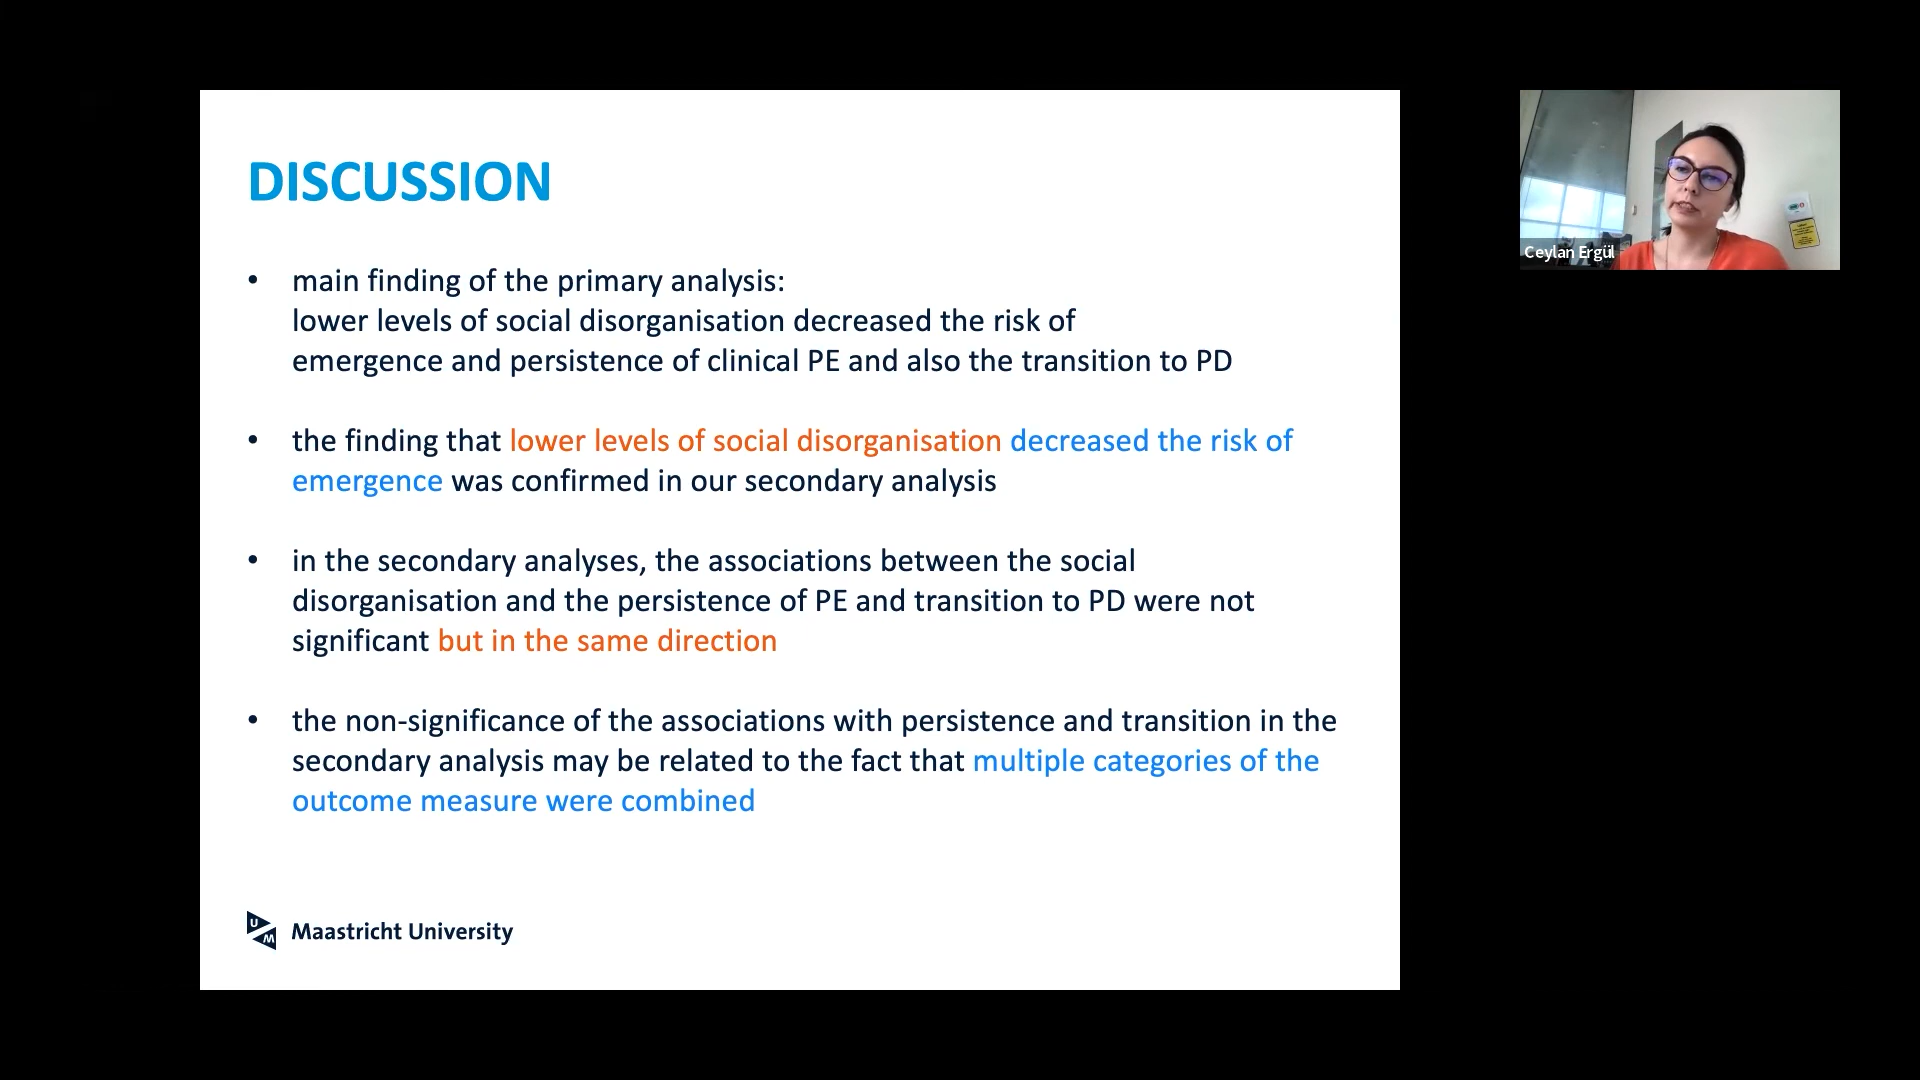 DISCUSSION
• main finding of the primary analysis:
lower levels of social disorganisation decreased the risk of
emergence and persistence of clinical PE and also the transition to PD
• the finding that lower levels of social disorganisation decreased the risk of
emergence was confirmed in our secondary analysis
• in the secondary analyses, the associations between the social
disorganisation and the persistence of PE and transition to PD were not
significant but in the same direction
• the non-significance of the associations with persistence and transition in the
secondary analysis may be related to the fact that multiple categories of the
outcome measure were combined
U
M
Maastricht University
Ceylan Ergül